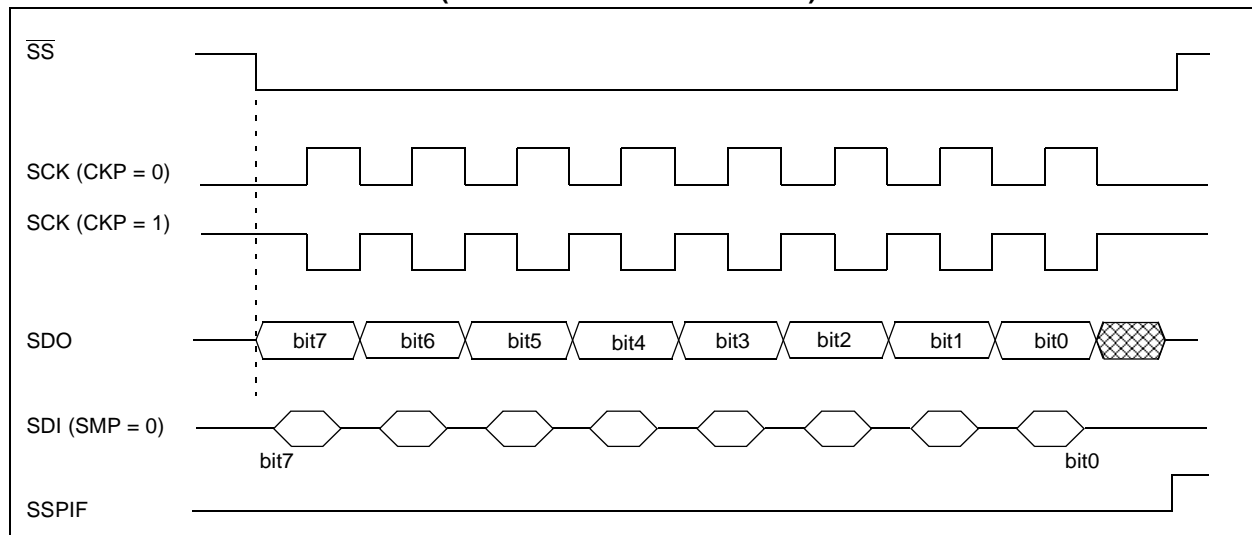 SS
SCK (CKP = 0)
SCK (CKP = 1)
SDO
bit7 bit6 bit5 bit4 bit3 bit2 bit1 bit0
SDI (SMP = 0)
bit7 bit0
SSPIF